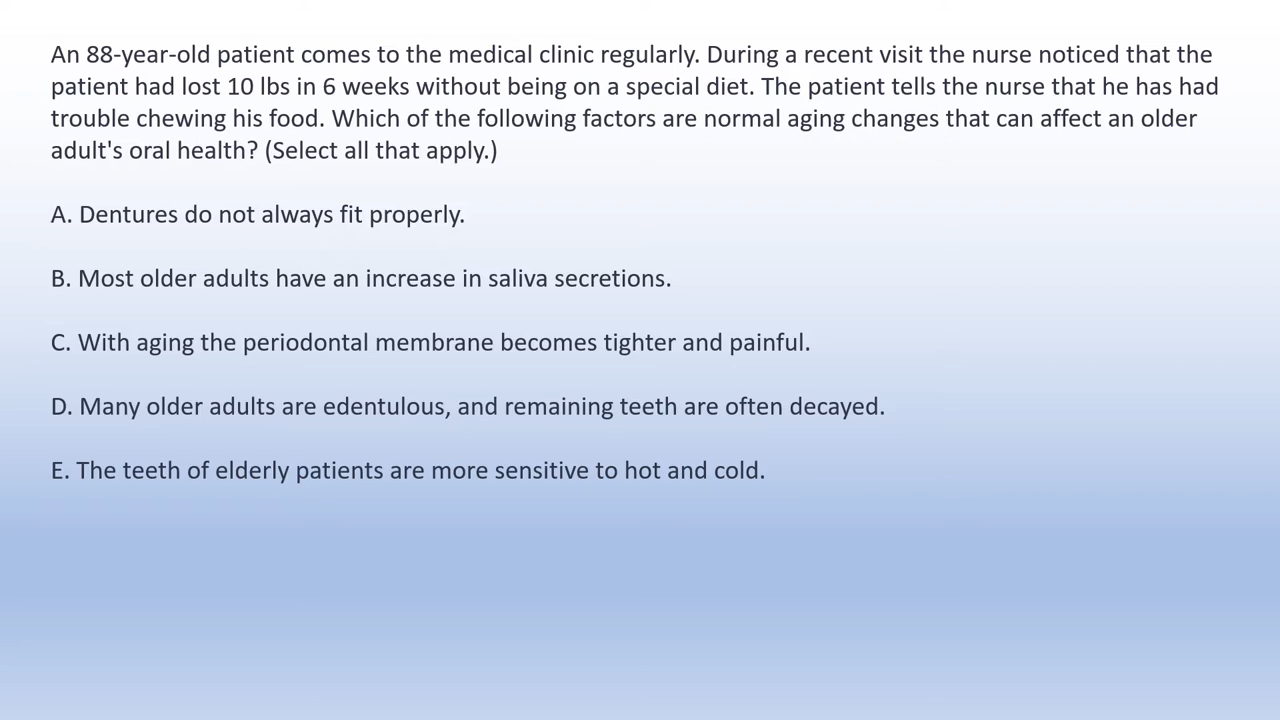 An 88-year-old patient comes to the medical clinic regularly. During a recent visit the nurse noticed that the
patient had lost 10 lbs in 6 weeks without being on a special diet. The patient tells the nurse that he has had
trouble chewing his food. Which of the following factors are normal aging changes that can affect an older
adult's oral health? (Select all that apply.)
A. Dentures do not always fit properly.
B. Most older adults have an increase in saliva secretions.
C. With aging the periodontal membrane becomes tighter and painful.
D. Many older adults are edentulous, and remaining teeth are often decayed.
E. The teeth of elderly patients are more sensitive to hot and cold.